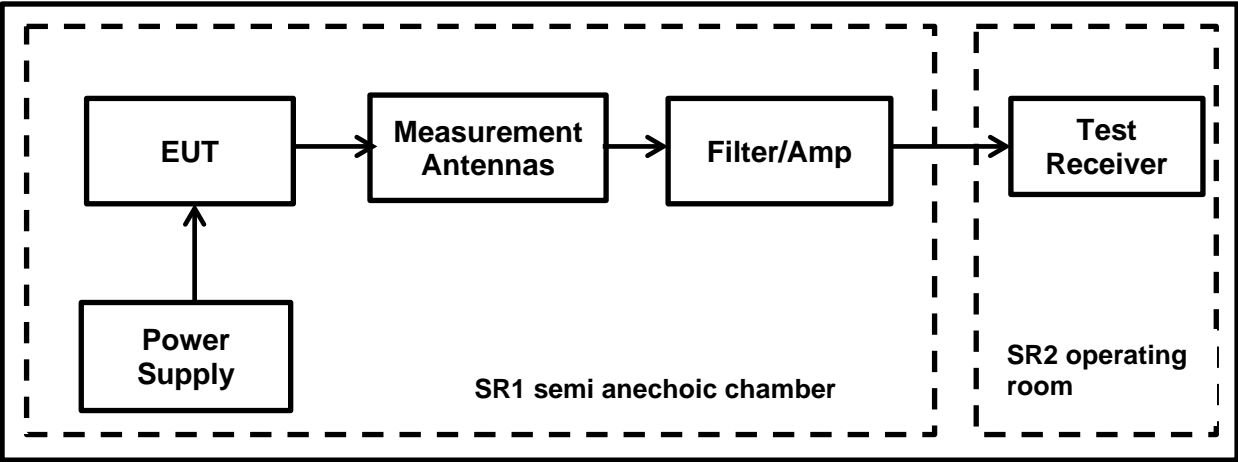 EUT
Measurement
Antennas
Filter/Amp
Test
Receiver
Power
Supply
SR1 semi anechoic chamber
SR2 operating
room